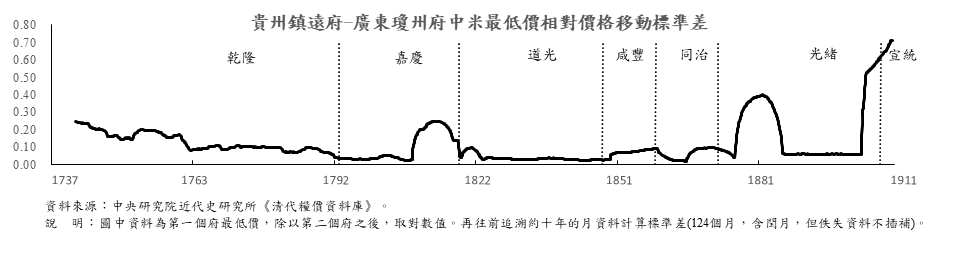 貴州鎮遠府-廣東瓊州府中米最低價相對價格移動標準差
0.80
0.70
0.60
0.50
0.40
0.30
0.20
0.10
0.00
乾隆 嘉慶 道光 咸豐 同治 光緒 宣統
1737 1763 1792 1822 1851 1881 1911
資料來源：中央研究院近代史研究所《清代糧價資料庫》。
說　明：圖中資料為第一個府最低價，除以第二個府之後，取對數值。再往前追溯約十年的月資料計算標準差(124個月，含閏月，但佚失資料不插補)。